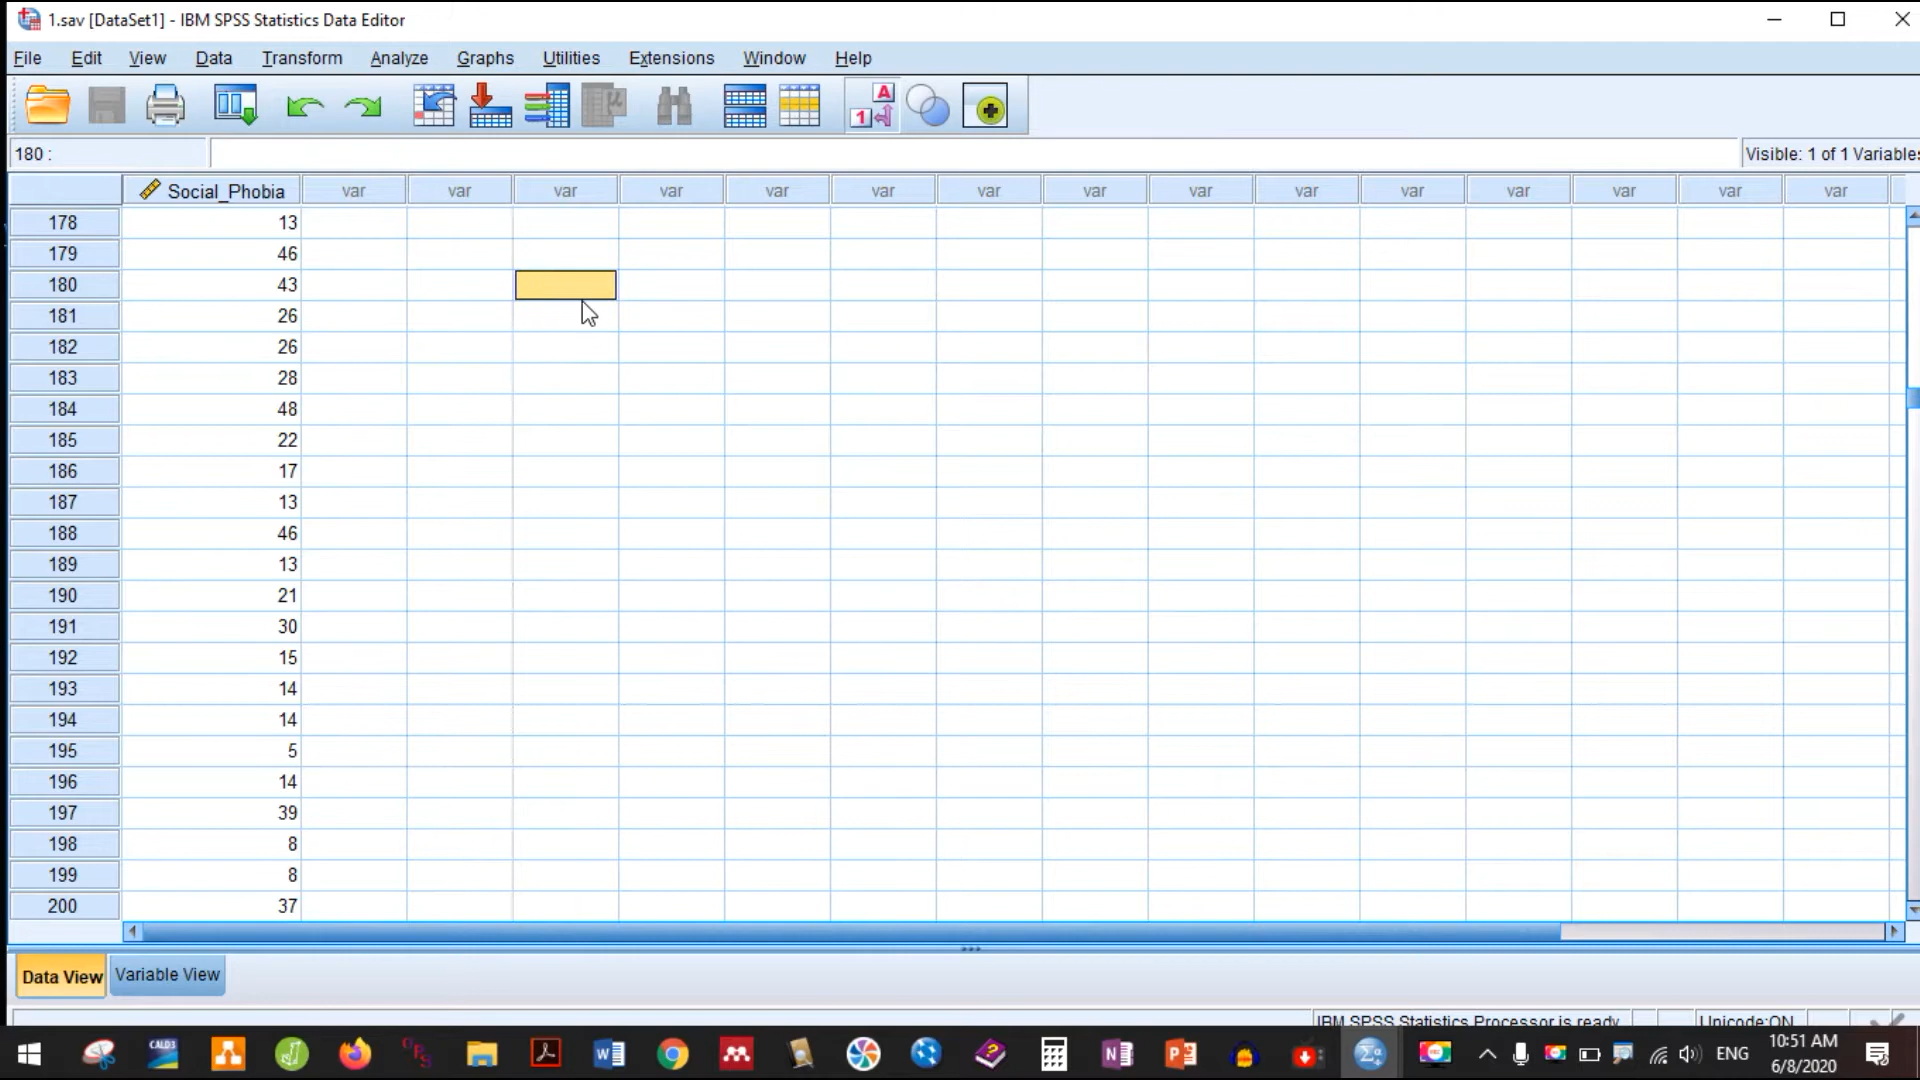 1.sav [DataSet1] - IBM SPSS Statistics Data Editor
File Edit View Data Transform Analyze Graphs Utilities Extensions Window Help
A
1
180 :
Visible: 1 of 1 Variables
Social_Phobia var var var var var var var var var var var var var var var
178 13
179 46
180 43
181 26
182 26
183 28
184 48
185 22
186 17
187 13
188 46
189 13
190 21
191 30
192 15
193 14
194 14
195 5
196 14
197 39
198 8
199 8
200 37
Data View Variable View
IBM SPSS Statistics Processor is ready Unicode:ON
CALD3
ENG
10:51 AM
6/8/2020